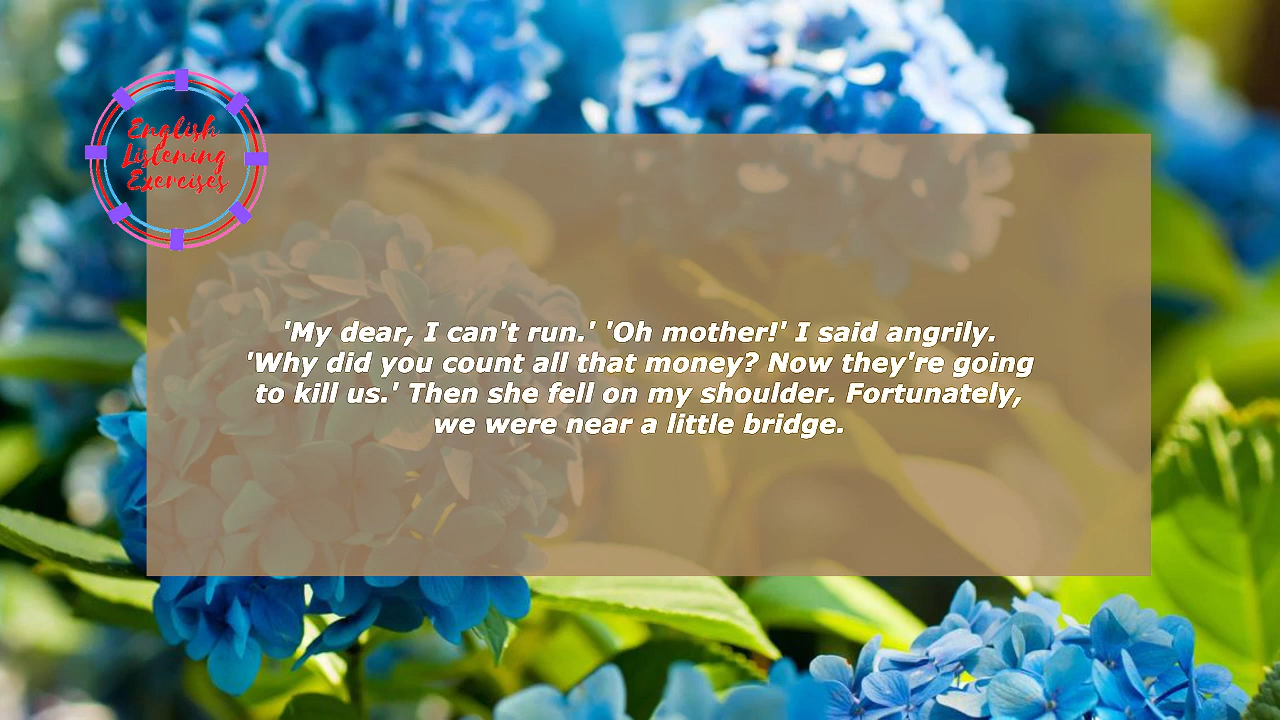 English
Listening
Exercises
'My dear, I can't run.' 'Oh mother!' I said angrily.
'Why did you count all that money? Now they're going
to kill us.' Then she fell on my shoulder. Fortunately,
we were near a little bridge.